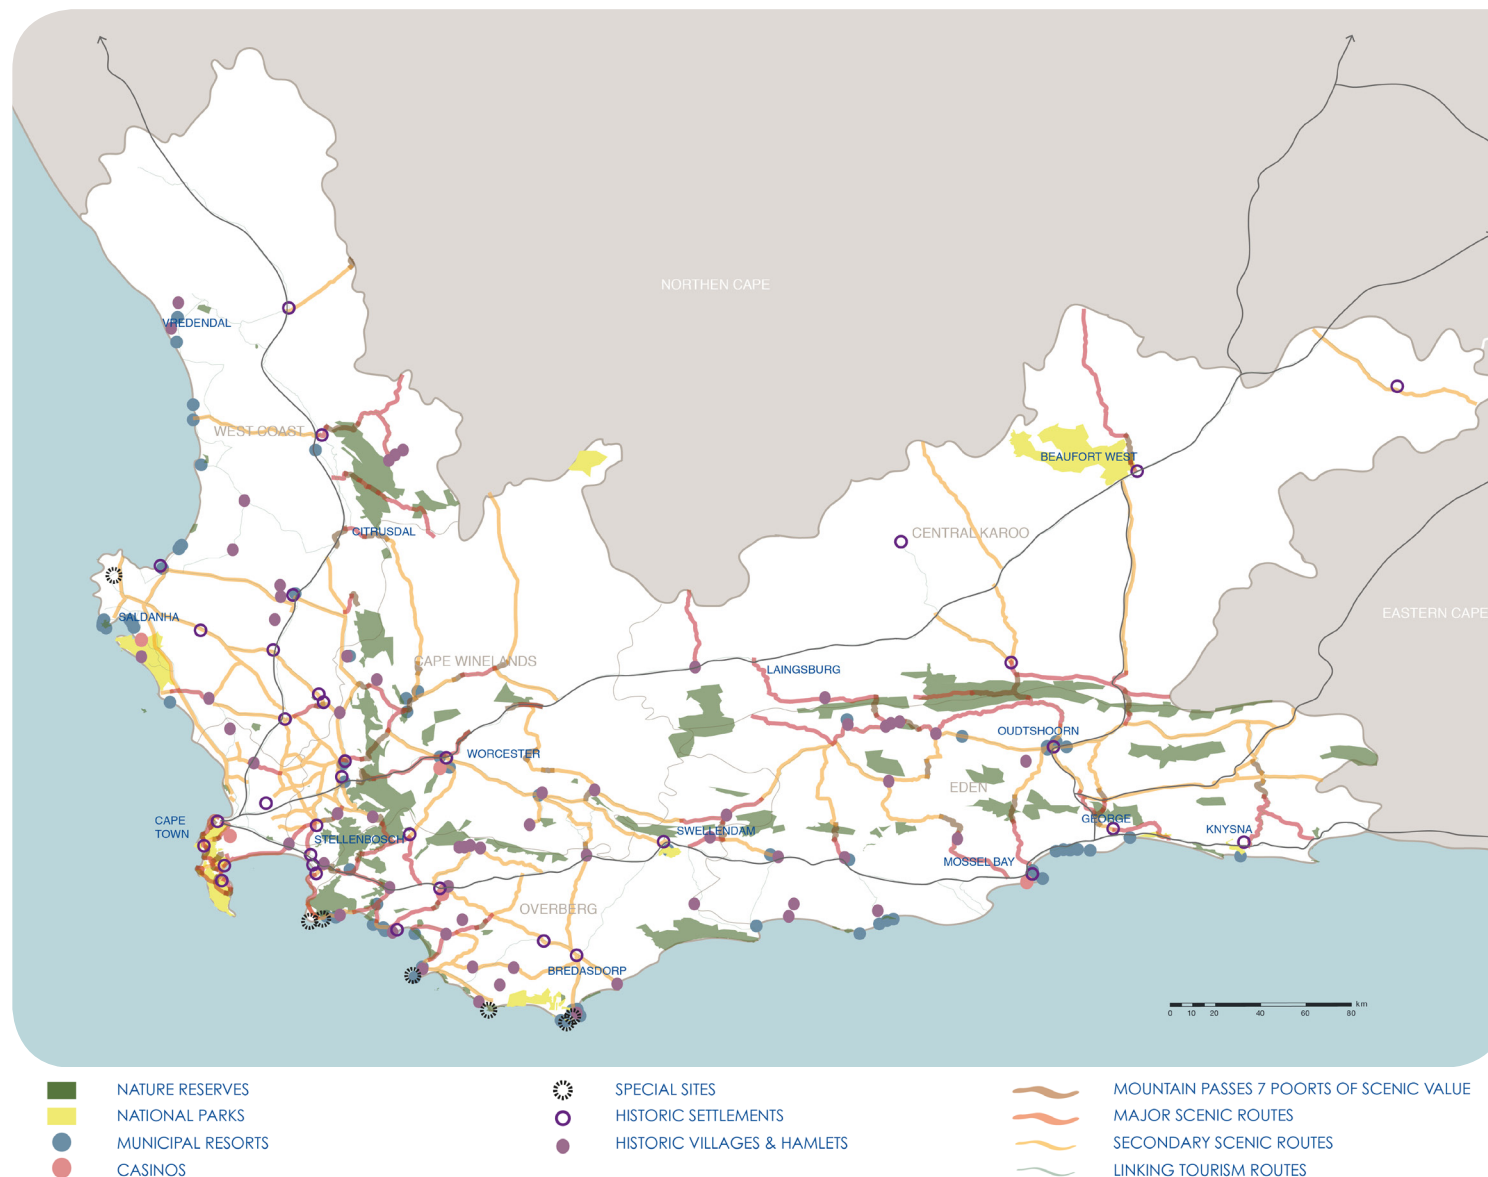 NORTHEN CAPE
VREDENDAL
WEST COAST
BEAUFORT WEST
CITRUSDAL
CENTRAL KAROO
SALDANHA
EASTERN CAPE
CAPE WINELANDS
LAINGSBURG
OUDTSHOORN
WORCESTER
EDEN
CAPE
TOWN
STELLENBOSCH
SWELLENDAM
GEORGE
KNYSNA
MOSSEL BAY
OVERBERG
BREDASDORP
km
0 10 20 40 60 80
NATURE RESERVES
NATIONAL PARKS
MUNICIPAL RESORTS
CASINOS
SPECIAL SITES
HISTORIC SETTLEMENTS
HISTORIC VILLAGES & HAMLETS
MOUNTAIN PASSES 7 POORTS OF SCENIC VALUE
MAJOR SCENIC ROUTES
SECONDARY SCENIC ROUTES
LINKING TOURISM ROUTES